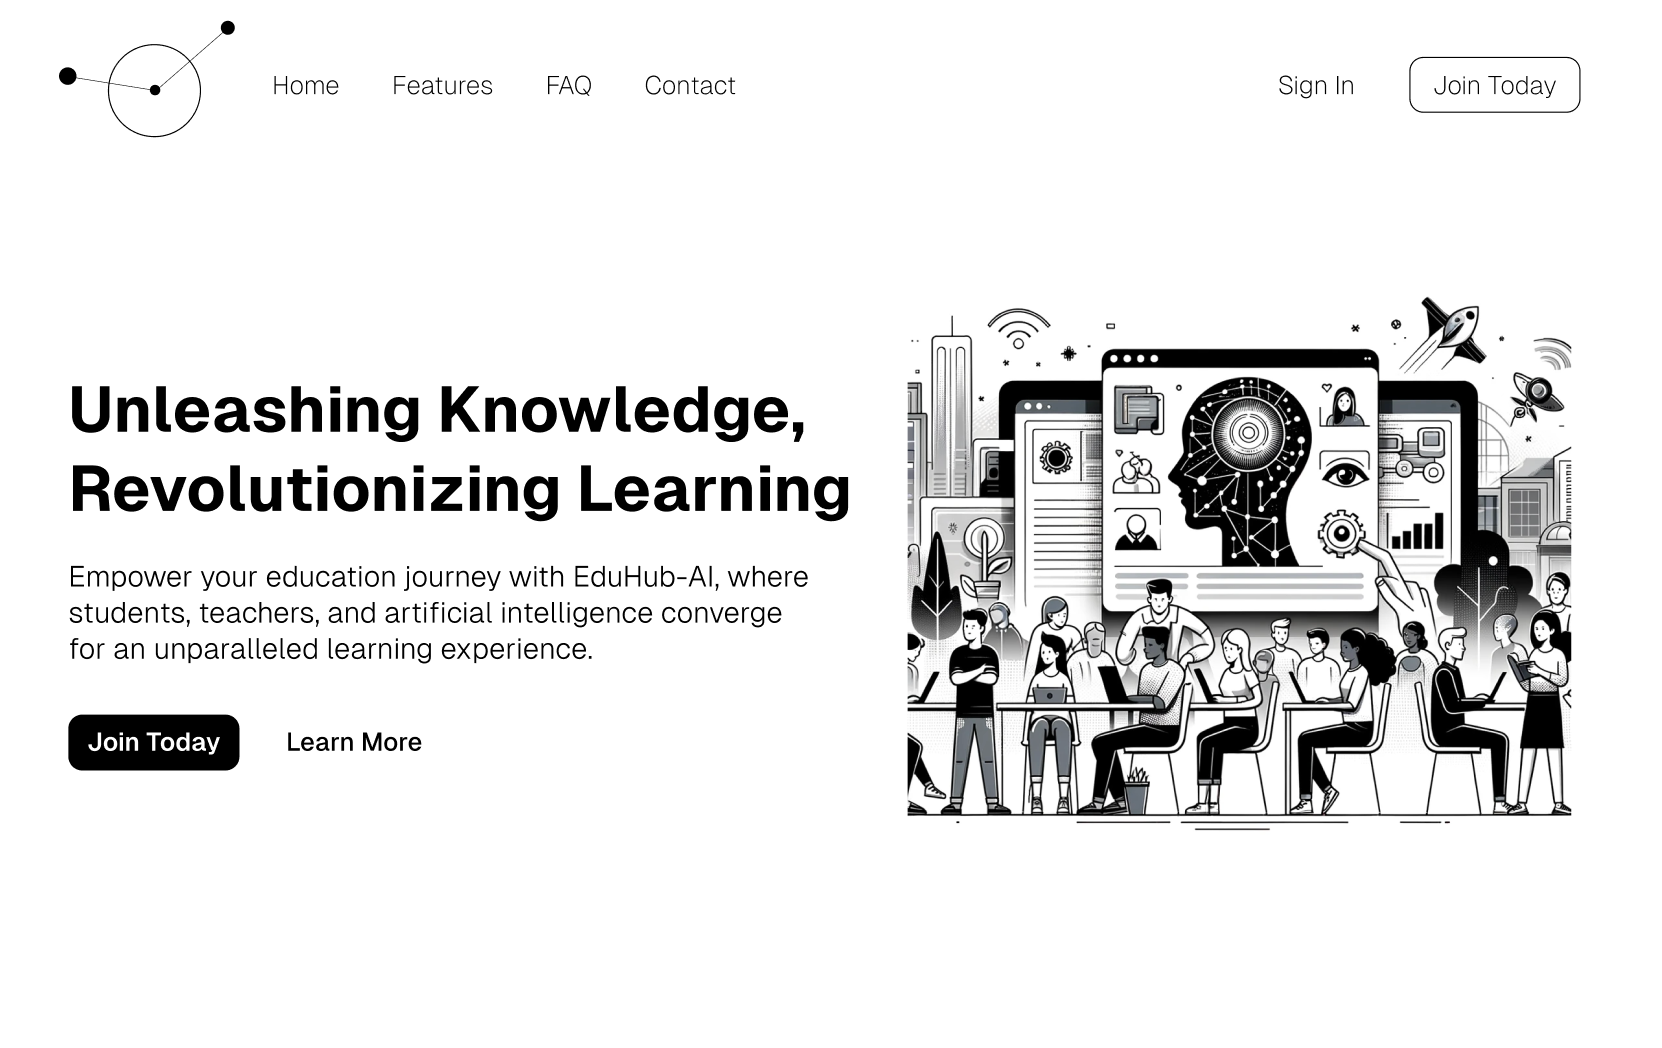 Home
Features
FAQ
Contact
Sign In
Join Today
Unleashing Knowledge,
Revolutionizing Learning
Empower your education journey with EduHub-AI, where
students, teachers, and artificial intelligence converge
for an unparalleled learning experience.
Join Today
Learn More